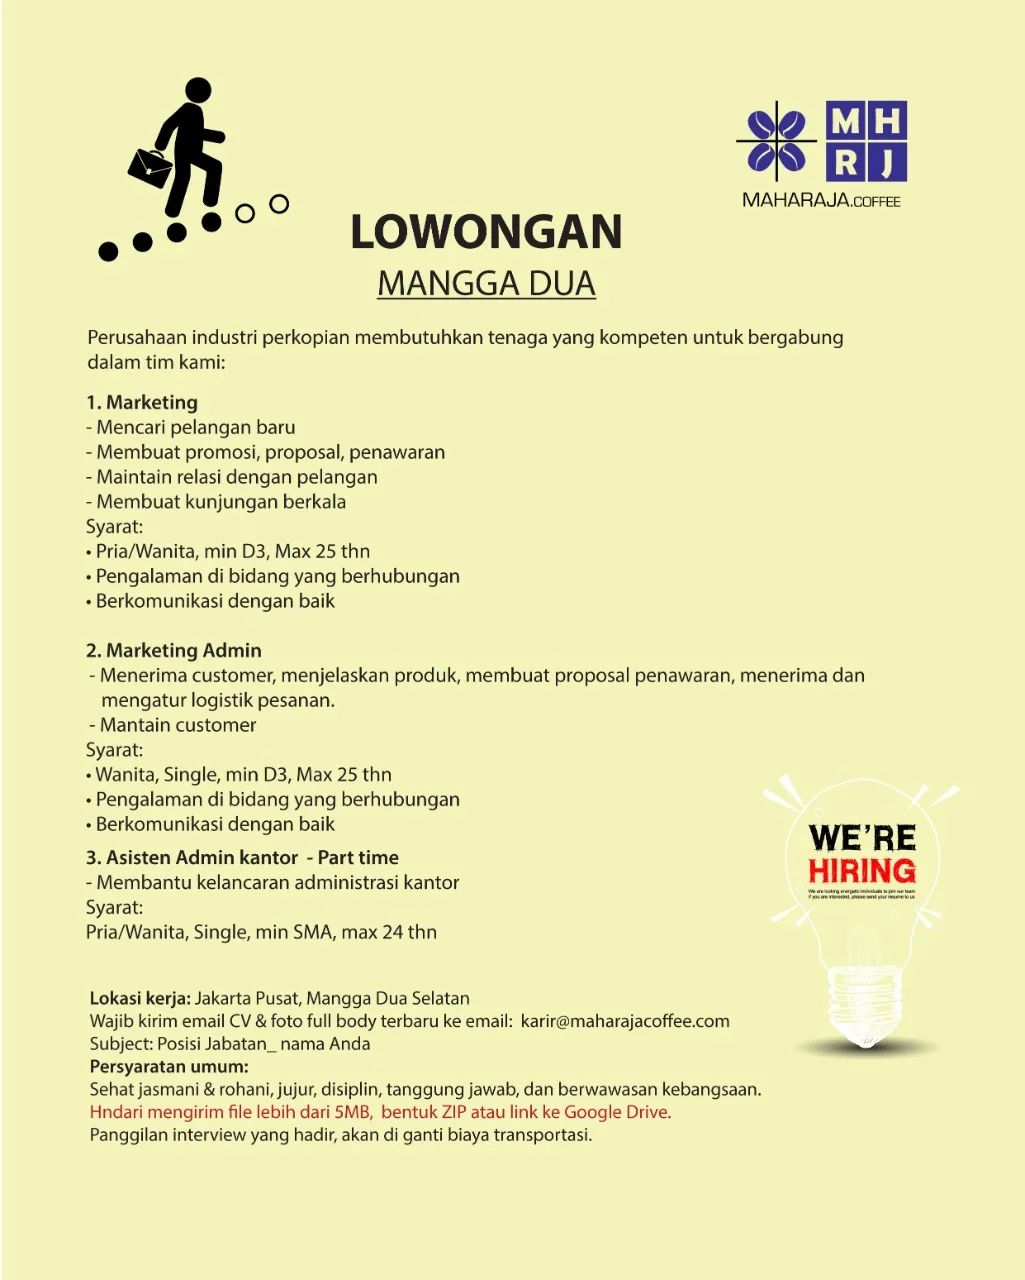 MH
RJ
MAHARAJA.COFFEE
LOWONGAN
MANGGA DUA
Perusahaan industri perkopian membutuhkan tenaga yang kompeten untuk bergabung
dalam tim kami:
1. Marketing
- Mencari pelangan baru
- Membuat promosi, proposal, penawaran
- Maintain relasi dengan pelangan
- Membuat kunjungan berkala
Syarat:
• Pria/Wanita, min D3, Max 25 thn
• Pengalaman di bidang yang berhubungan
• Berkomunikasi dengan baik
2. Marketing Admin
- Menerima customer, menjelaskan produk, membuat proposal penawaran, menerima dan
mengatur logistik pesanan.
- Mantain customer
Syarat:
• Wanita, Single, min D3, Max 25 thn
• Pengalaman di bidang yang berhubungan
• Berkomunikasi dengan baik
3. Asisten Admin kantor - Part time
- Membantu kelancaran administrasi kantor
Syarat:
Pria/Wanita, Single, min SMA, max 24 thn
WE'RE
HIRING
We are looking energetic individuals to join our team
if you are interested, please send your resume to us
Lokasi kerja: Jakarta Pusat, Mangga Dua Selatan
Wajib kirim email CV & foto full body terbaru ke email: karir@maharajacoffee.com
Subject: Posisi Jabatan_ nama Anda
Persyaratan umum:
Sehat jasmani & rohani, jujur, disiplin, tanggung jawab, dan berwawasan kebangsaan.
Hndari mengirim file lebih dari 5MB, bentuk ZIP atau link ke Google Drive.
Panggilan interview yang hadir, akan di ganti biaya transportasi.